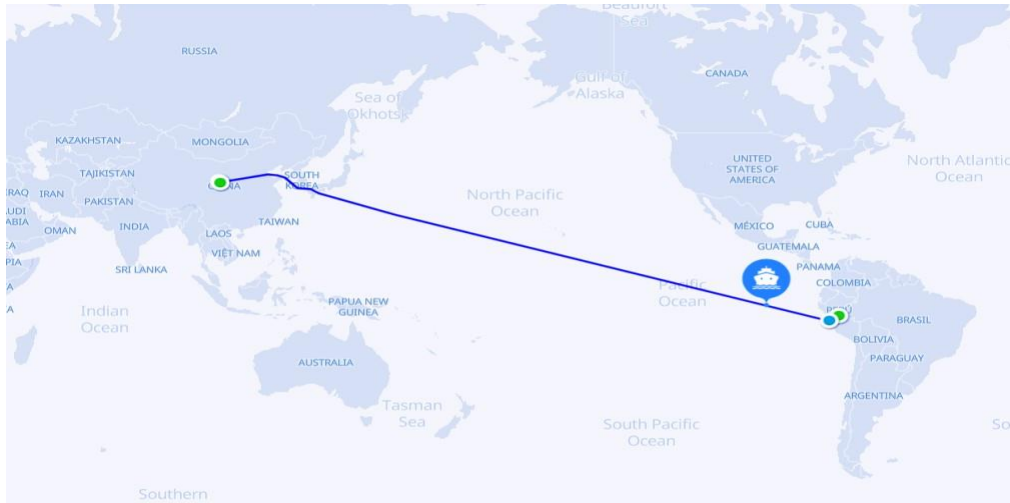 Beaufort
Sea
RUSSIA
CANADA
Gulf of
Alaska
Sea of
Okhotsk
KAZAKHSTAN
MONGOLIA
UNITED
STATES OF
AMERICA
North Atlantic
Ocean
TAJIKISTAN
SOUTH
KOREA
IRAQ
IRAN
PAKISTAN
North Pacific
Ocean
SAUDI
ARABIA
OMAN
INDIA
LAOS
TAIWAN
MÉXICO
CUBA
GUATEMALA
VIỆT NAM
SRI LANKA
PANAMA
COLOMBIA
Pacific
Ocean
Indian
Ocean
PAPUA NEW
GUINEA
PERÚ
BRASIL
BOLIVIA
AUSTRALIA
PARAGUAY
ARGENTINA
Tasman
Sea
South Pacific
Ocean
Southern